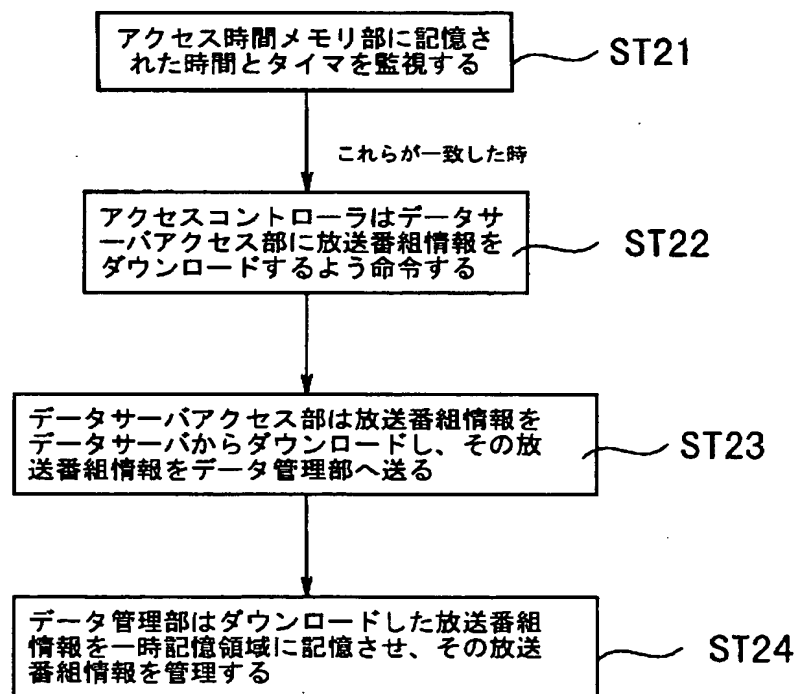 アクセス時間メモリ部に記憶さ
れた時間とタイマを監視する
ST21
これらが一致した時
アクセスコントローラはデータサ
ーバアクセス部に放送番組情報を
ダウンロードするよう命令する
ST22
データサーバアクセス部は放送番組情報を
データサーバからダウンロードし、その放
送番組情報をデータ管理部へ送る
ST23
データ管理部はダウンロードした放送番組
情報を一時記憶領域に記憶させ、その放送
番組情報を管理する
ST24